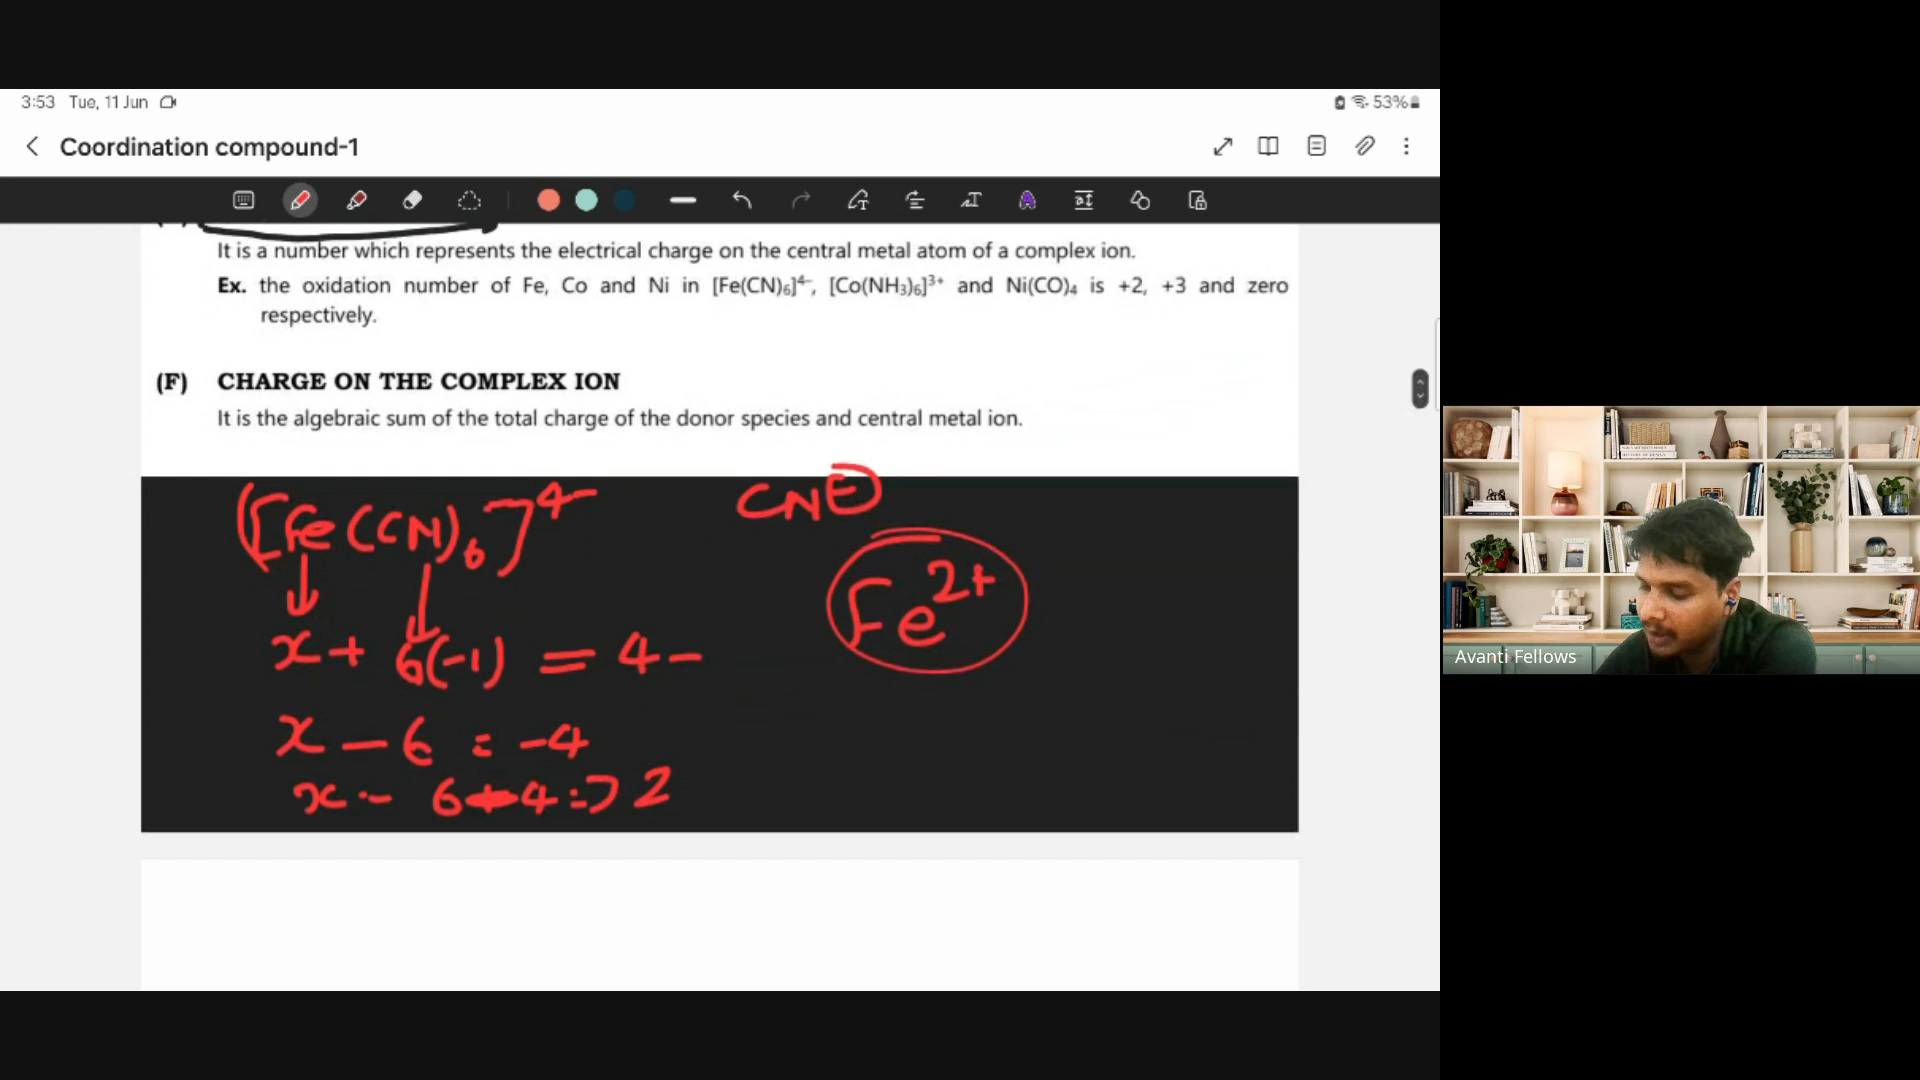 3:53 Tue, 11 Jun
53%
Coordination compound-1
It is a number which represents the electrical charge on the central metal atom of a complex ion.
Ex. the oxidation number of Fe, Co and Ni in [Fe(CN)₆]⁴⁻, [Co(NH₃)₆]³⁺ and Ni(CO)₄ is +2, +3 and zero
respectively.
(F) CHARGE ON THE COMPLEX ION
It is the algebraic sum of the total charge of the donor species and central metal ion.
[Fe(CN)₆]⁴⁻
CN⊖
Fe²⁺
x + 6(-1) = 4-
x - 6 = -4
x - 6 + 4 => 2
Avanti Fellows